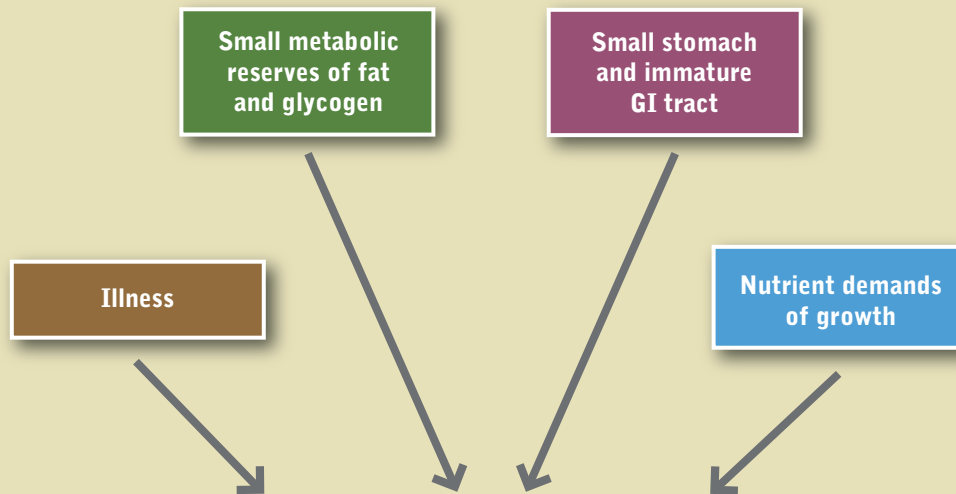 Small metabolic
reserves of fat
and glycogen
Small stomach
and immature
GI tract
Illness
Nutrient demands
of growth